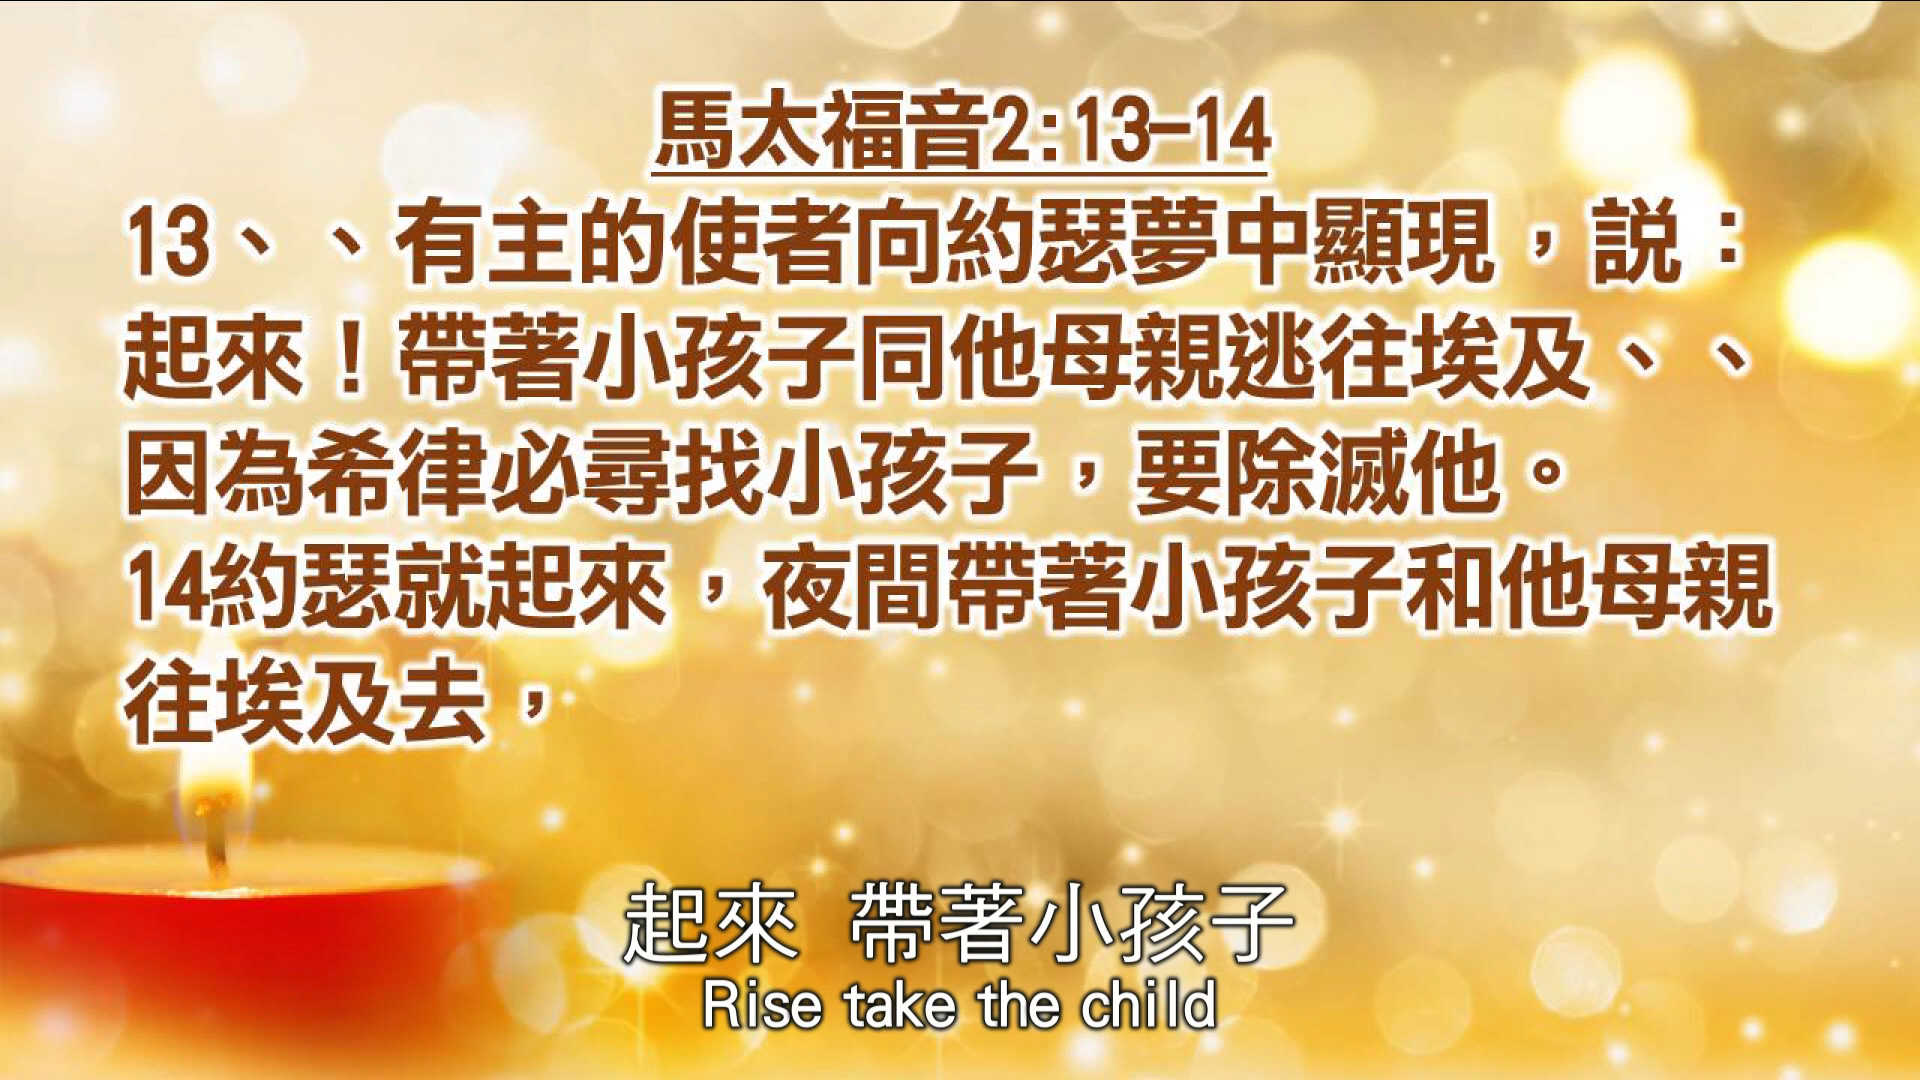 馬太福音2:13-14
13、、有主的使者向約瑟夢中顯現，説：
起來！帶著小孩子同他母親逃往埃及、、
因為希律必尋找小孩子，要除滅他。
14約瑟就起來，夜間帶著小孩子和他母親
往埃及去，
起來 帶著小孩子
Rise take the child